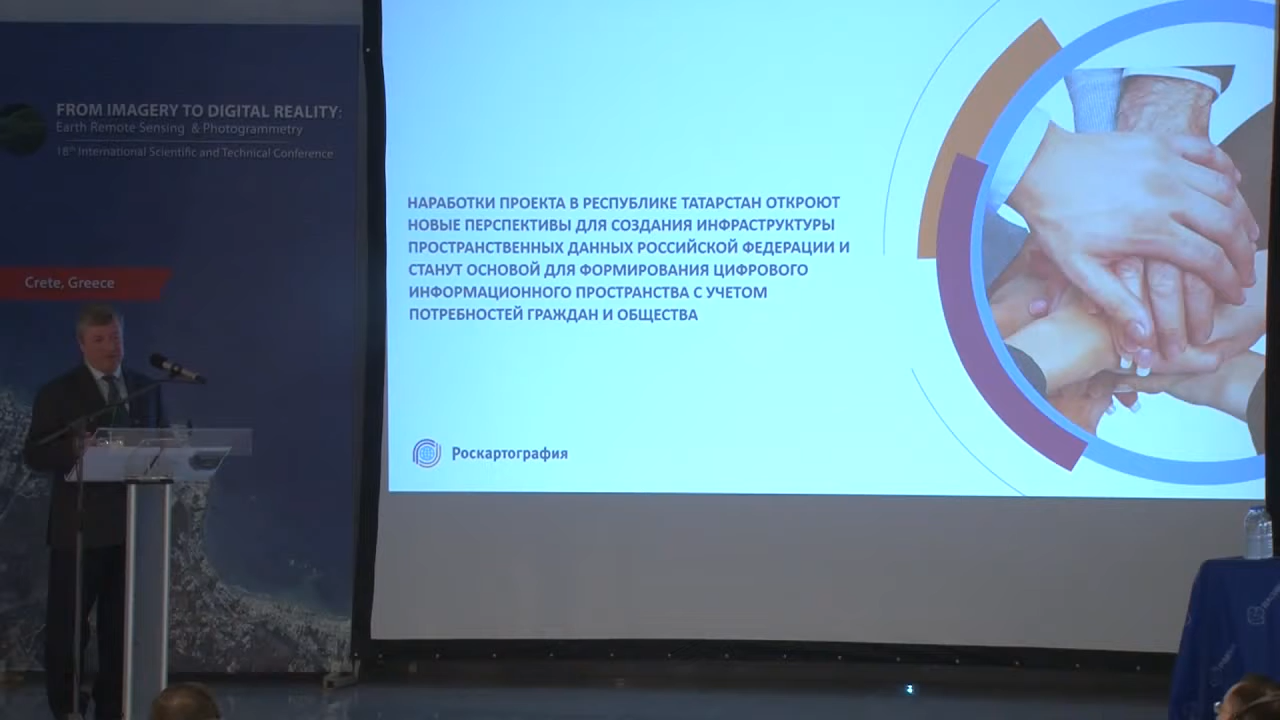 FROM IMAGERY TO DIGITAL REALITY:
Earth Remote Sensing & Photogrammetry
18th International Scientific and Technical Conference
Crete, Greece
НАРАБОТКИ ПРОЕКТА В РЕСПУБЛИКЕ ТАТАРСТАН ОТКРОЮТ
НОВЫЕ ПЕРСПЕКТИВЫ ДЛЯ СОЗДАНИЯ ИНФРАСТРУКТУРЫ
ПРОСТРАНСТВЕННЫХ ДАННЫХ РОССИЙСКОЙ ФЕДЕРАЦИИ И
СТАНУТ ОСНОВОЙ ДЛЯ ФОРМИРОВАНИЯ ЦИФРОВОГО
ИНФОРМАЦИОННОГО ПРОСТРАНСТВА С УЧЕТОМ
ПОТРЕБНОСТЕЙ ГРАЖДАН И ОБЩЕСТВА
Роскартография